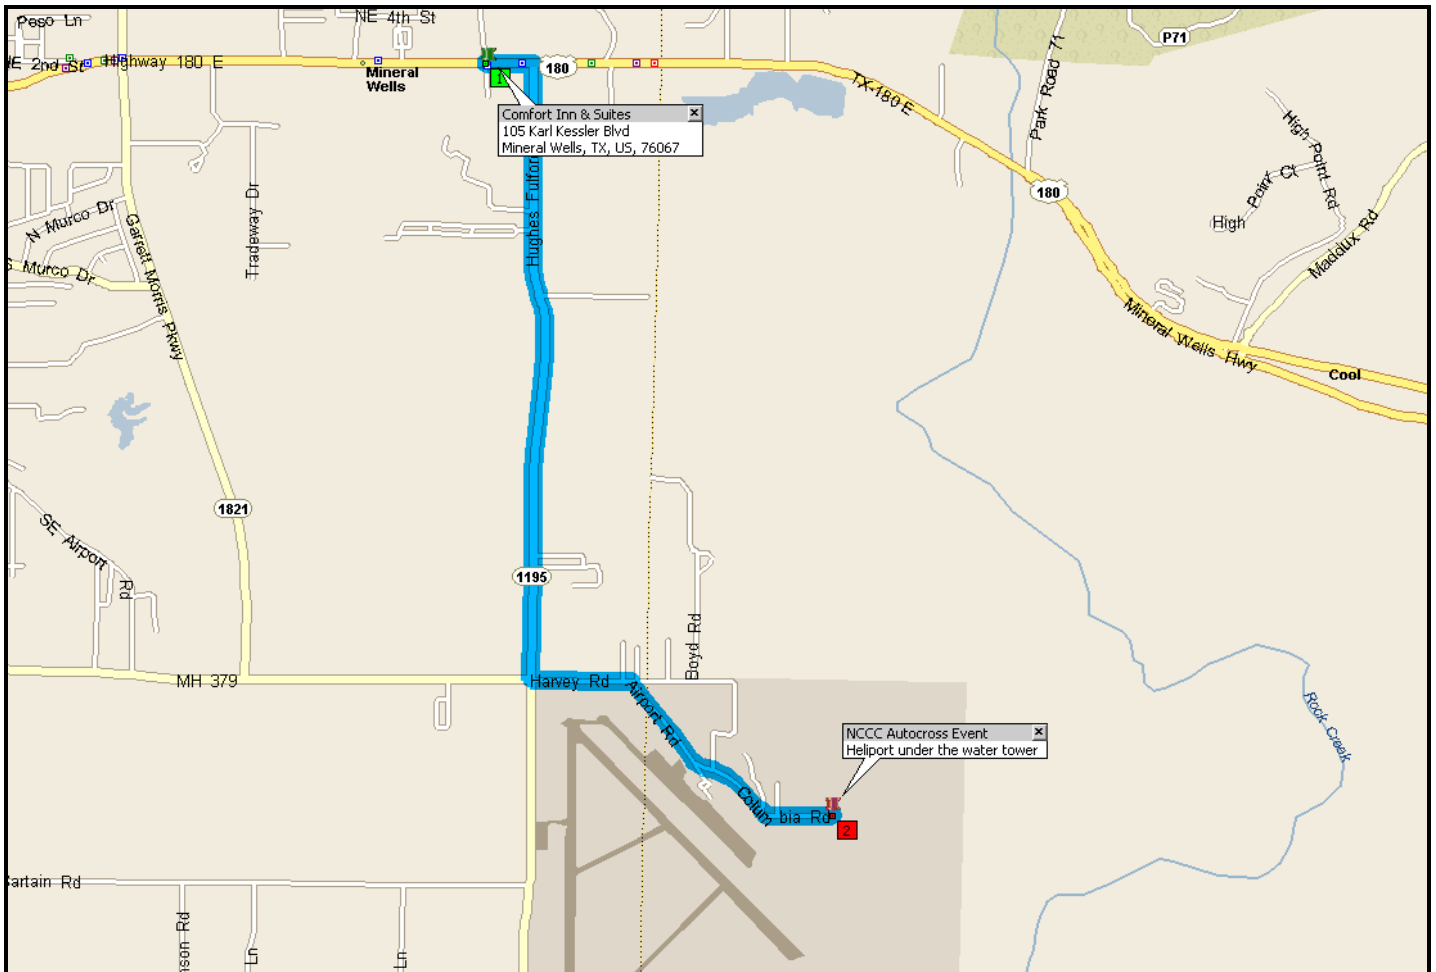 Peso Ln
NE 4th St
P71
NE 2nd St
Highway 180 E
Mineral
Wells
180
TX-180 E
Park Road 71
1
Comfort Inn & Suites
105 Karl Kessler Blvd
Mineral Wells, TX, US, 76067
High Point Rd
High Point Ct
180
Maddux Rd
N Murco Dr
Garrett Morris Pkwy
Tradeway Dr
Hughes Fulford
S Murco Dr
Mineral Wells Hwy
Cool
1821
SE Airport Rd
1195
Boyd Rd
MH 379
Harvey Rd
Airport Rd
Rock Creek
NCCC Autocross Event
Heliport under the water tower
Columbia Rd
2
Sartain Rd
Rd
Ln
Ln